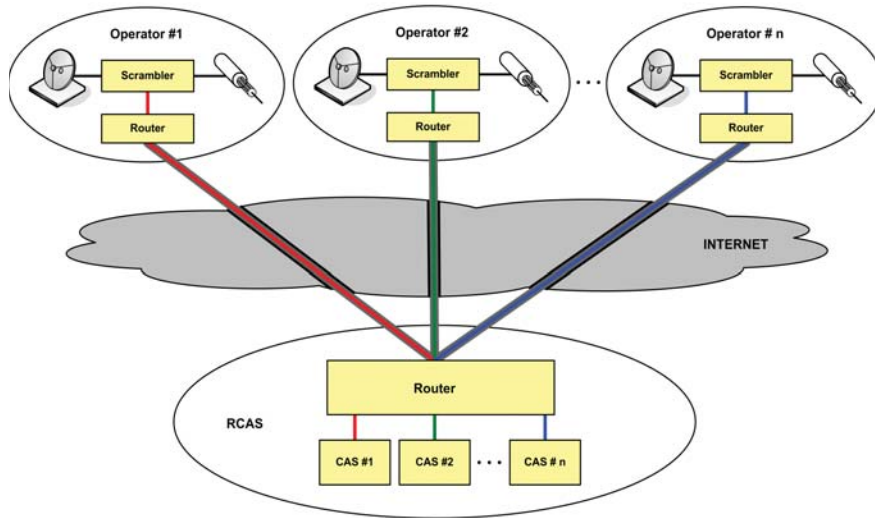 Operator #1
Operator #2
Operator # n
Scrambler
Scrambler
. . .
Scrambler
Router
Router
Router
INTERNET
Router
RCAS
CAS #1
CAS #2
. . .
CAS # n